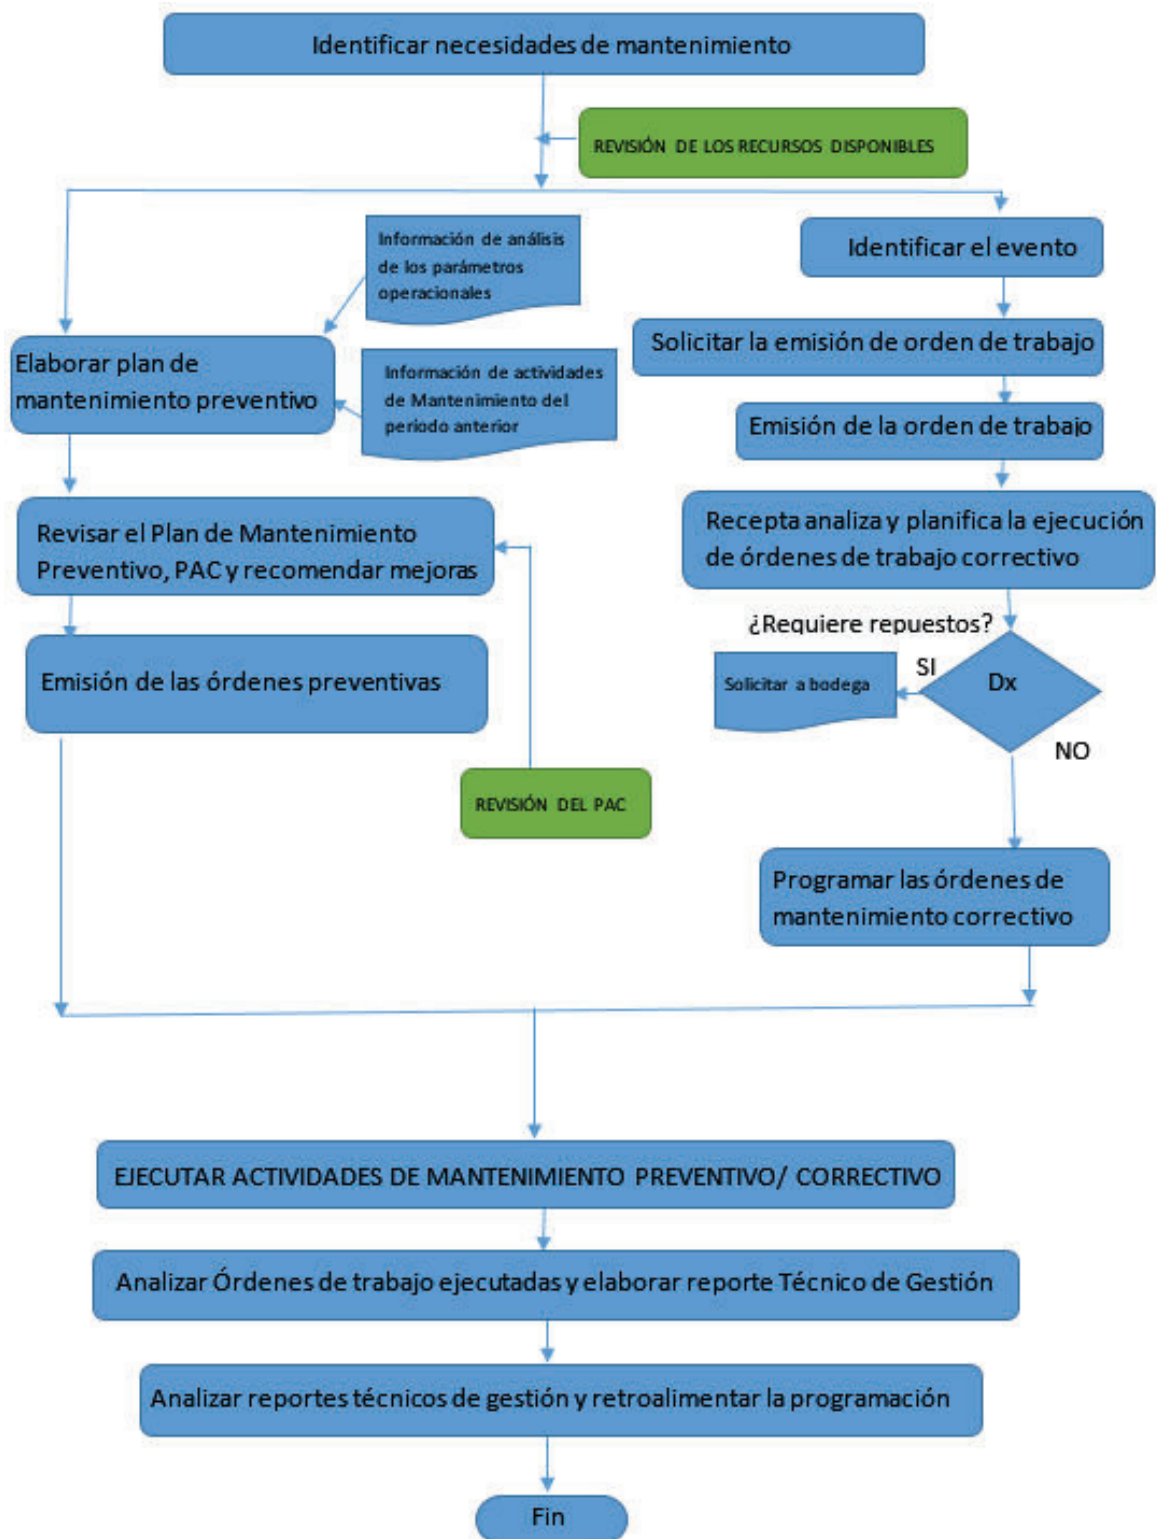 Identificar necesidades de mantenimiento
REVISIÓN DE LOS RECURSOS DISPONIBLES
Información de análisis
de los parámetros
operacionales
Identificar el evento
Elaborar plan de
mantenimiento preventivo
Información de actividades
de Mantenimiento del
periodo anterior
Solicitar la emisión de orden de trabajo
Emisión de la orden de trabajo
Revisar el Plan de Mantenimiento
Preventivo, PAC y recomendar mejoras
Recepta analiza y planifica la ejecución
de órdenes de trabajo correctivo
¿Requiere repuestos?
Emisión de las órdenes preventivas
Solicitar a bodega
SI
Dx
NO
REVISIÓN DEL PAC
Programar las órdenes de
mantenimiento correctivo
EJECUTAR ACTIVIDADES DE MANTENIMIENTO PREVENTIVO/ CORRECTIVO
Analizar Órdenes de trabajo ejecutadas y elaborar reporte Técnico de Gestión
Analizar reportes técnicos de gestión y retroalimentar la programación
Fin